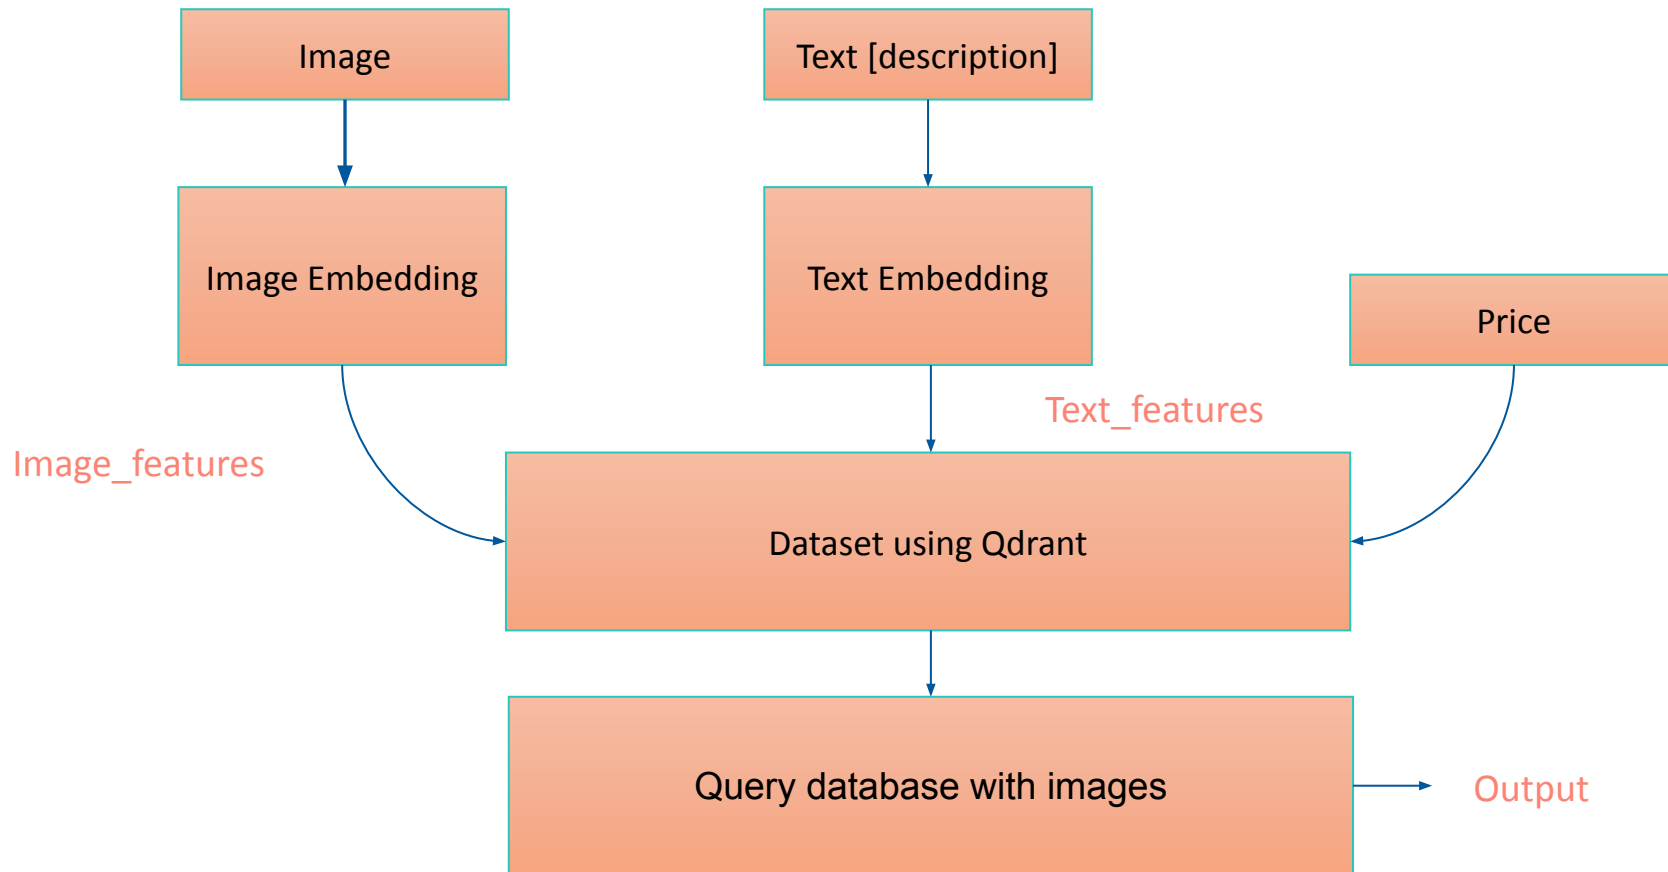 Image
Text [description]
Image Embedding
Text Embedding
Price
Text_features
Image_features
Dataset using Qdrant
Query database with images
Output